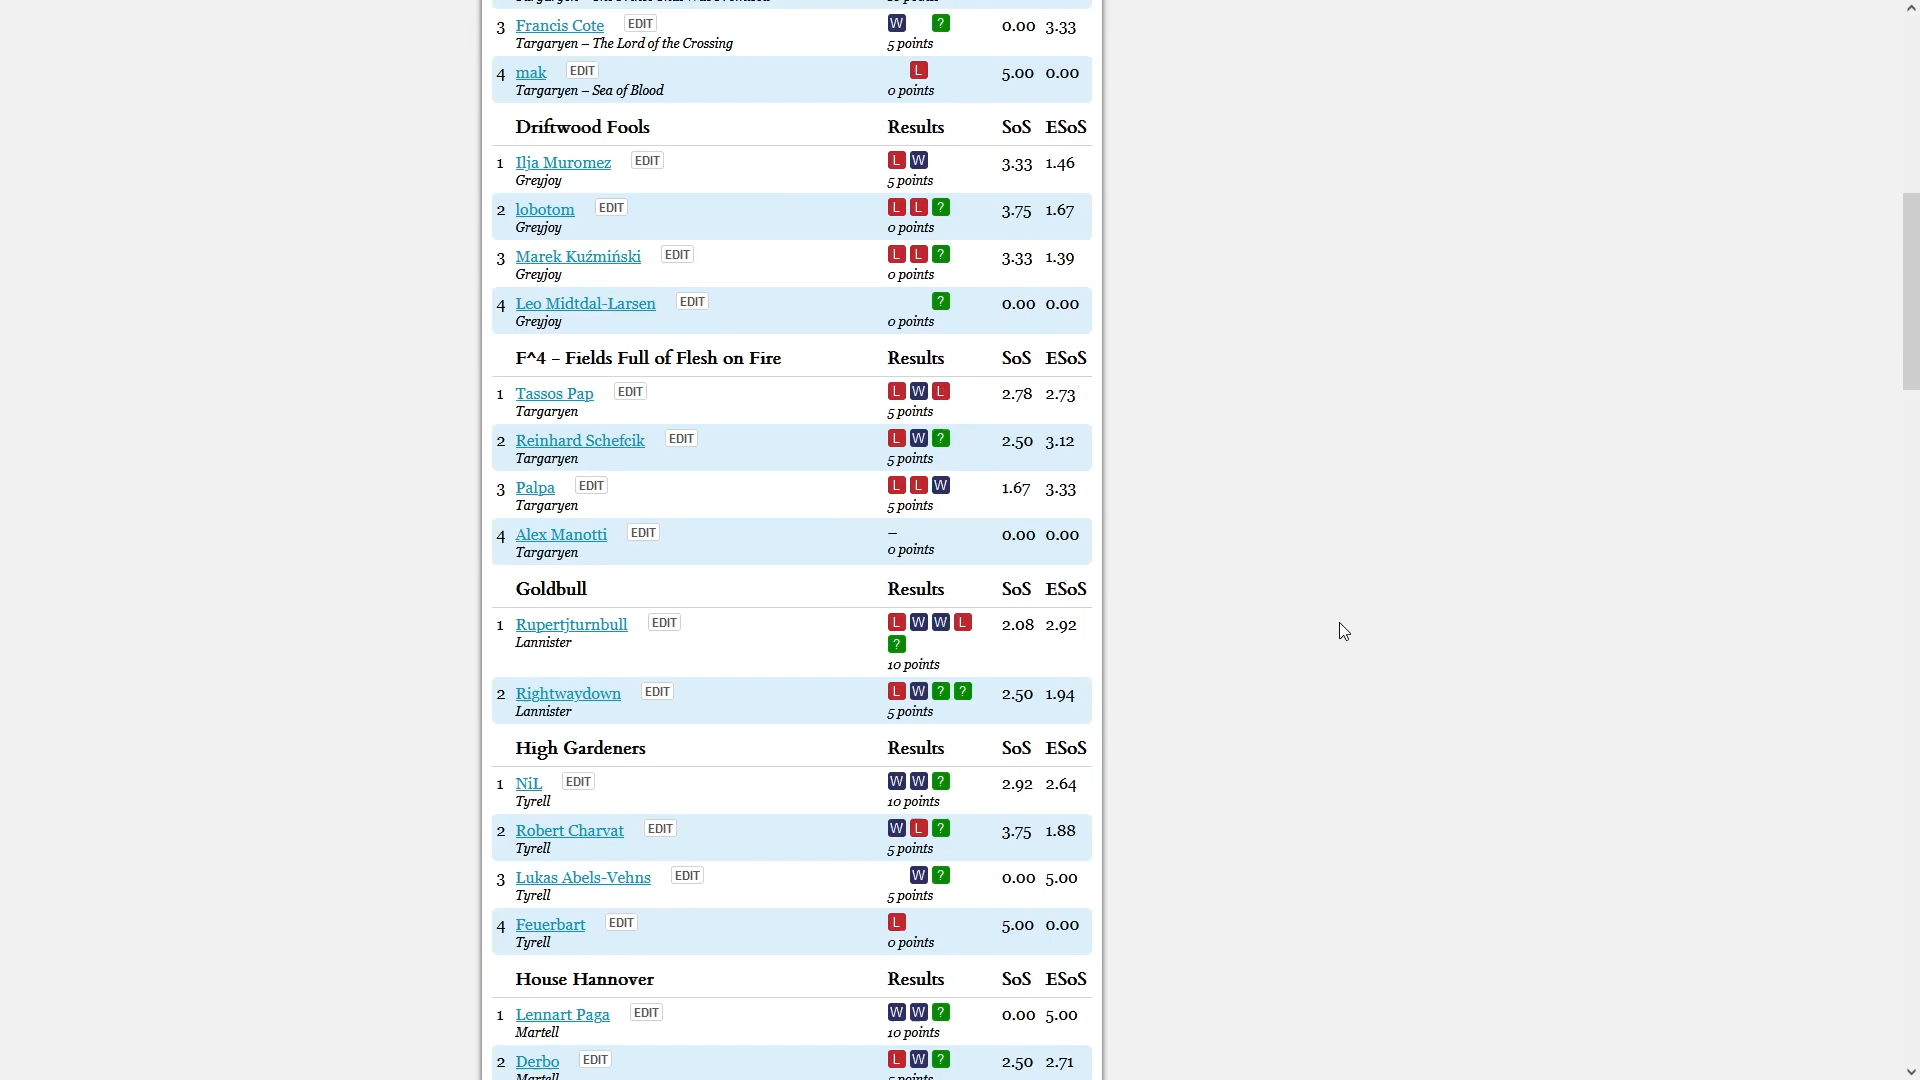 3 Francis Cote EDIT W ? 0.00 3.33
Targaryen – The Lord of the Crossing 5 points
4 mak EDIT L 5.00 0.00
Targaryen – Sea of Blood 0 points
Driftwood Fools Results SoS ESoS
1 Ilja Muromez EDIT L W 3.33 1.46
Greyjoy 5 points
2 lobotom EDIT L L ? 3.75 1.67
Greyjoy 0 points
3 Marek Kuźmiński EDIT L L ? 3.33 1.39
Greyjoy 0 points
4 Leo Midtdal-Larsen EDIT ? 0.00 0.00
Greyjoy 0 points
F^4 – Fields Full of Flesh on Fire Results SoS ESoS
1 Tassos Pap EDIT L W L 2.78 2.73
Targaryen 5 points
2 Reinhard Schefcik EDIT L W ? 2.50 3.12
Targaryen 5 points
3 Palpa EDIT L L W 1.67 3.33
Targaryen 5 points
4 Alex Manotti EDIT – 0.00 0.00
Targaryen 0 points
Goldbull Results SoS ESoS
1 Rupertjturnbull EDIT L W W L 2.08 2.92
Lannister ?
10 points
2 Rightwaydown EDIT L W ? ? 2.50 1.94
Lannister 5 points
High Gardeners Results SoS ESoS
1 NiL EDIT W W ? 2.92 2.64
Tyrell 10 points
2 Robert Charvat EDIT W L ? 3.75 1.88
Tyrell 5 points
3 Lukas Abels-Vehns EDIT W ? 0.00 5.00
Tyrell 5 points
4 Feuerbart EDIT L 5.00 0.00
Tyrell 0 points
House Hannover Results SoS ESoS
1 Lennart Paga EDIT W W ? 0.00 5.00
Martell 10 points
2 Derbo EDIT L W ? 2.50 2.71
Martell 5 points